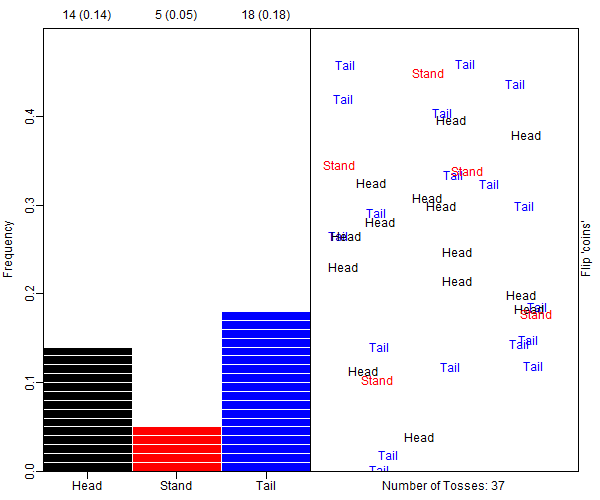 14 (0.14) 5 (0.05) 18 (0.18)
Frequency
0.4
0.3
0.2
0.1
0.0
Head Stand Tail
Tail
Tail
Stand
Tail
Tail
Tail
Head
Head
Stand
Stand
Tail
Head
Tail
Head
Head
Tail
Tail
Head
Tail
Head
Head
Head
Head
Head
Tail
Head
Stand
Tail
Tail
Tail
Tail
Tail
Head
Stand
Head
Tail
Tail
Flip 'coins'
Number of Tosses: 37